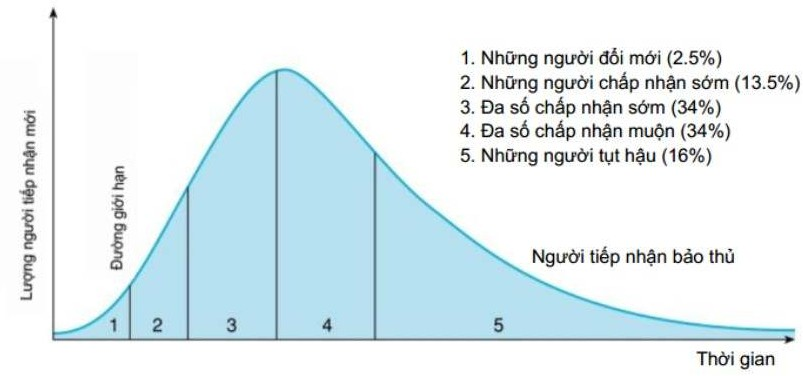 Lượng người tiếp nhận mới
Đường giới hạn
1. Những người đổi mới (2.5%)
2. Những người chấp nhận sớm (13.5%)
3. Đa số chấp nhận sớm (34%)
4. Đa số chấp nhận muộn (34%)
5. Những người tụt hậu (16%)
Người tiếp nhận bảo thủ
1 2 3 4 5
Thời gian